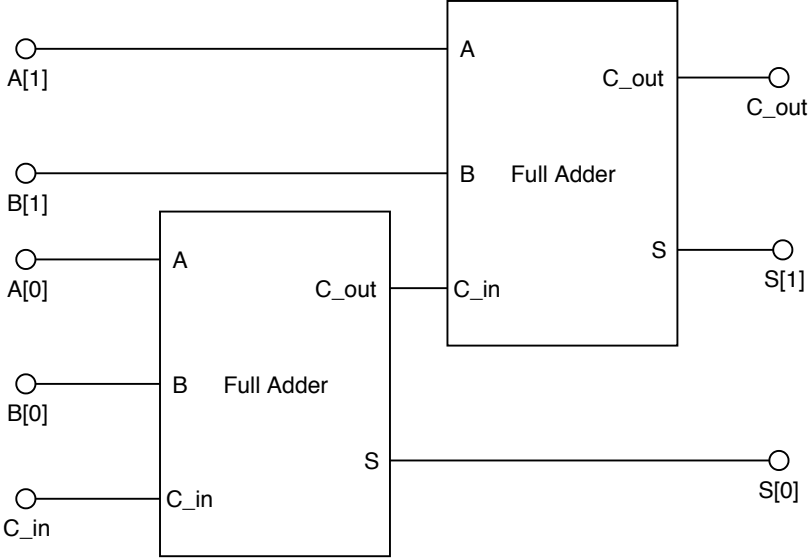 A[1]
A
C_out
C_out
B[1]
B
Full Adder
S
S[1]
A[0]
A
C_out
C_in
B[0]
B
Full Adder
S
S[0]
C_in
C_in